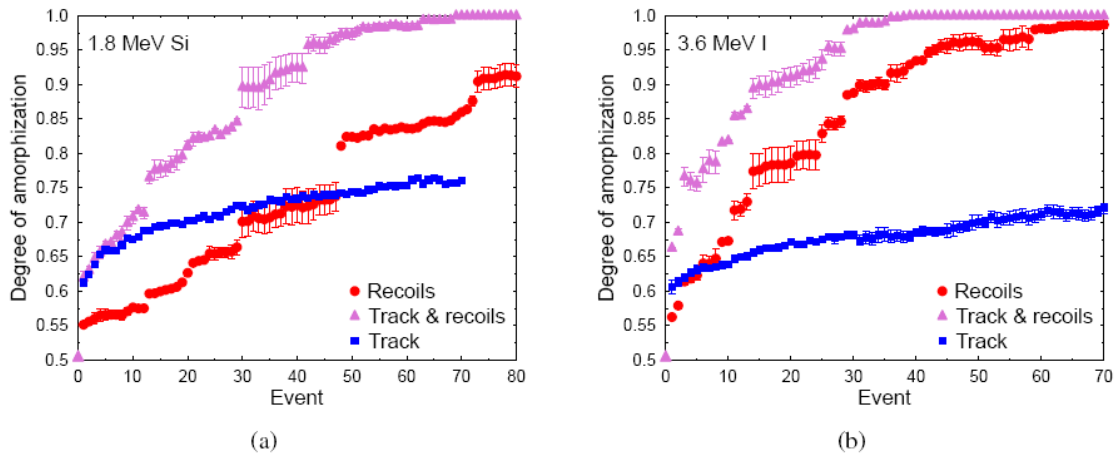 1.8 MeV Si
Degree of amorphization
1.0
0.95
0.9
0.85
0.8
0.75
0.7
0.65
0.6
0.55
0.5
Recoils
Track & recoils
Track
0 10 20 30 40 50 60 70 80
Event
(a)
3.6 MeV I
Degree of amorphization
1.0
0.95
0.9
0.85
0.8
0.75
0.7
0.65
0.6
0.55
0.5
Recoils
Track & recoils
Track
0 10 20 30 40 50 60 70
Event
(b)